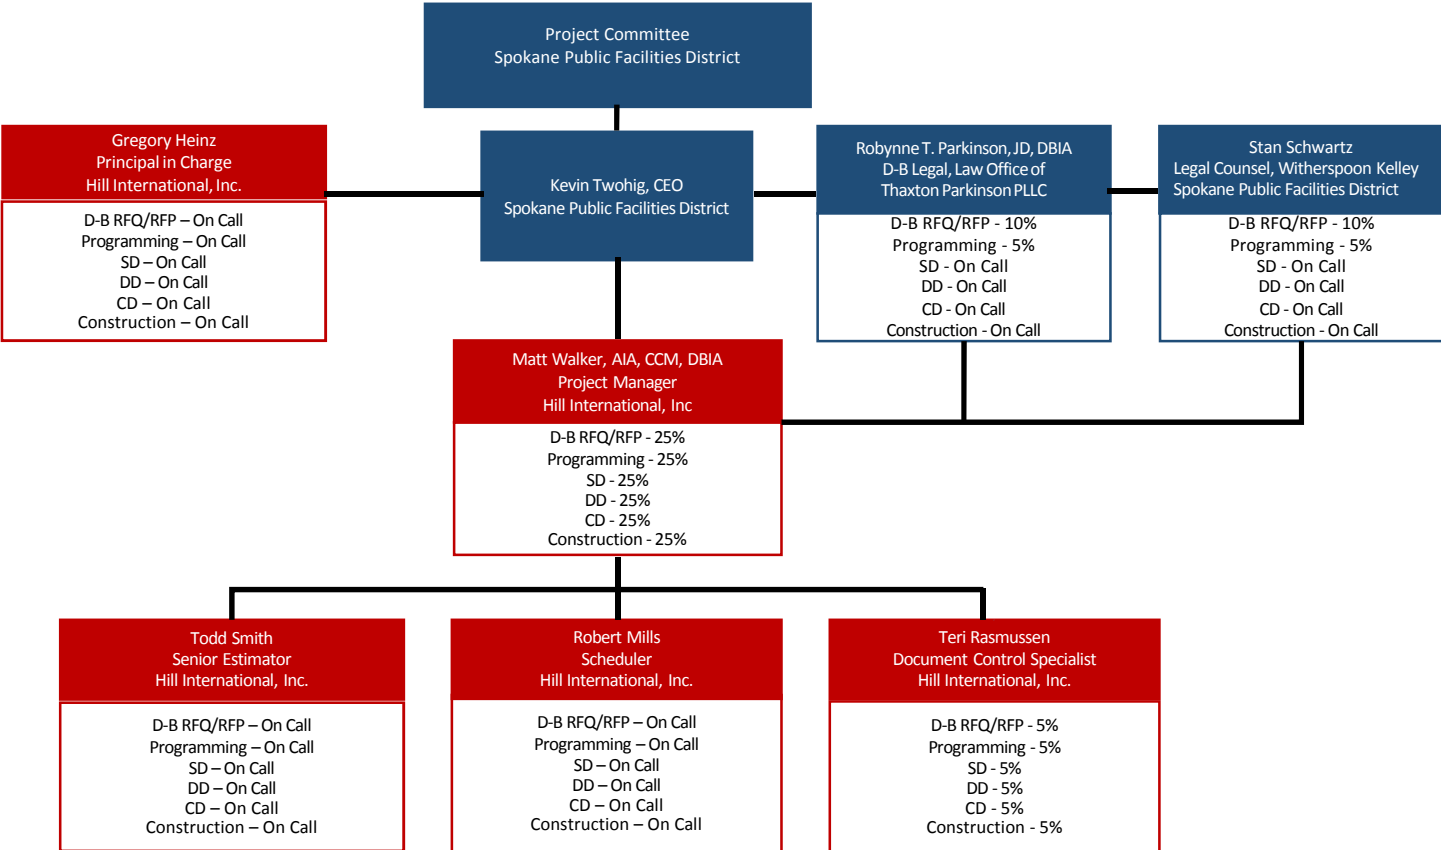 Project Committee
Spokane Public Facilities District
Gregory Heinz
Principal in Charge
Hill International, Inc.
D-B RFQ/RFP – On Call
Programming – On Call
SD – On Call
DD – On Call
CD – On Call
Construction – On Call
Kevin Twohig, CEO
Spokane Public Facilities District
Robynne T. Parkinson, JD, DBIA
D-B Legal, Law Office of
Thaxton Parkinson PLLC
D-B RFQ/RFP - 10%
Programming - 5%
SD - On Call
DD - On Call
CD - On Call
Construction - On Call
Stan Schwartz
Legal Counsel, Witherspoon Kelley
Spokane Public Facilities District
D-B RFQ/RFP - 10%
Programming - 5%
SD - On Call
DD - On Call
CD - On Call
Construction - On Call
Matt Walker, AIA, CCM, DBIA
Project Manager
Hill International, Inc
D-B RFQ/RFP - 25%
Programming - 25%
SD - 25%
DD - 25%
CD - 25%
Construction - 25%
Todd Smith
Senior Estimator
Hill International, Inc.
D-B RFQ/RFP – On Call
Programming – On Call
SD – On Call
DD – On Call
CD – On Call
Construction – On Call
Robert Mills
Scheduler
Hill International, Inc.
D-B RFQ/RFP – On Call
Programming – On Call
SD – On Call
DD – On Call
CD – On Call
Construction – On Call
Teri Rasmussen
Document Control Specialist
Hill International, Inc.
D-B RFQ/RFP - 5%
Programming - 5%
SD - 5%
DD - 5%
CD - 5%
Construction - 5%